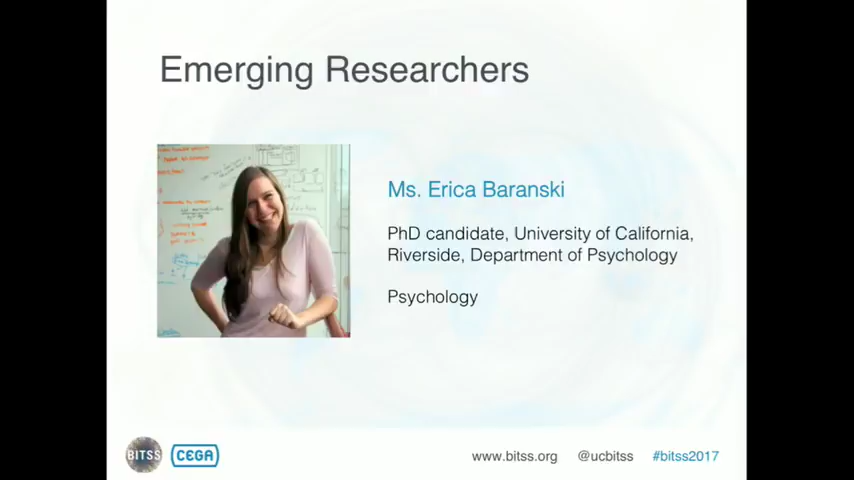 Emerging Researchers
Ms. Erica Baranski
PhD candidate, University of California,
Riverside, Department of Psychology
Psychology
BITSS
CEGA
www.bitss.org @ucbitss #bitss2017